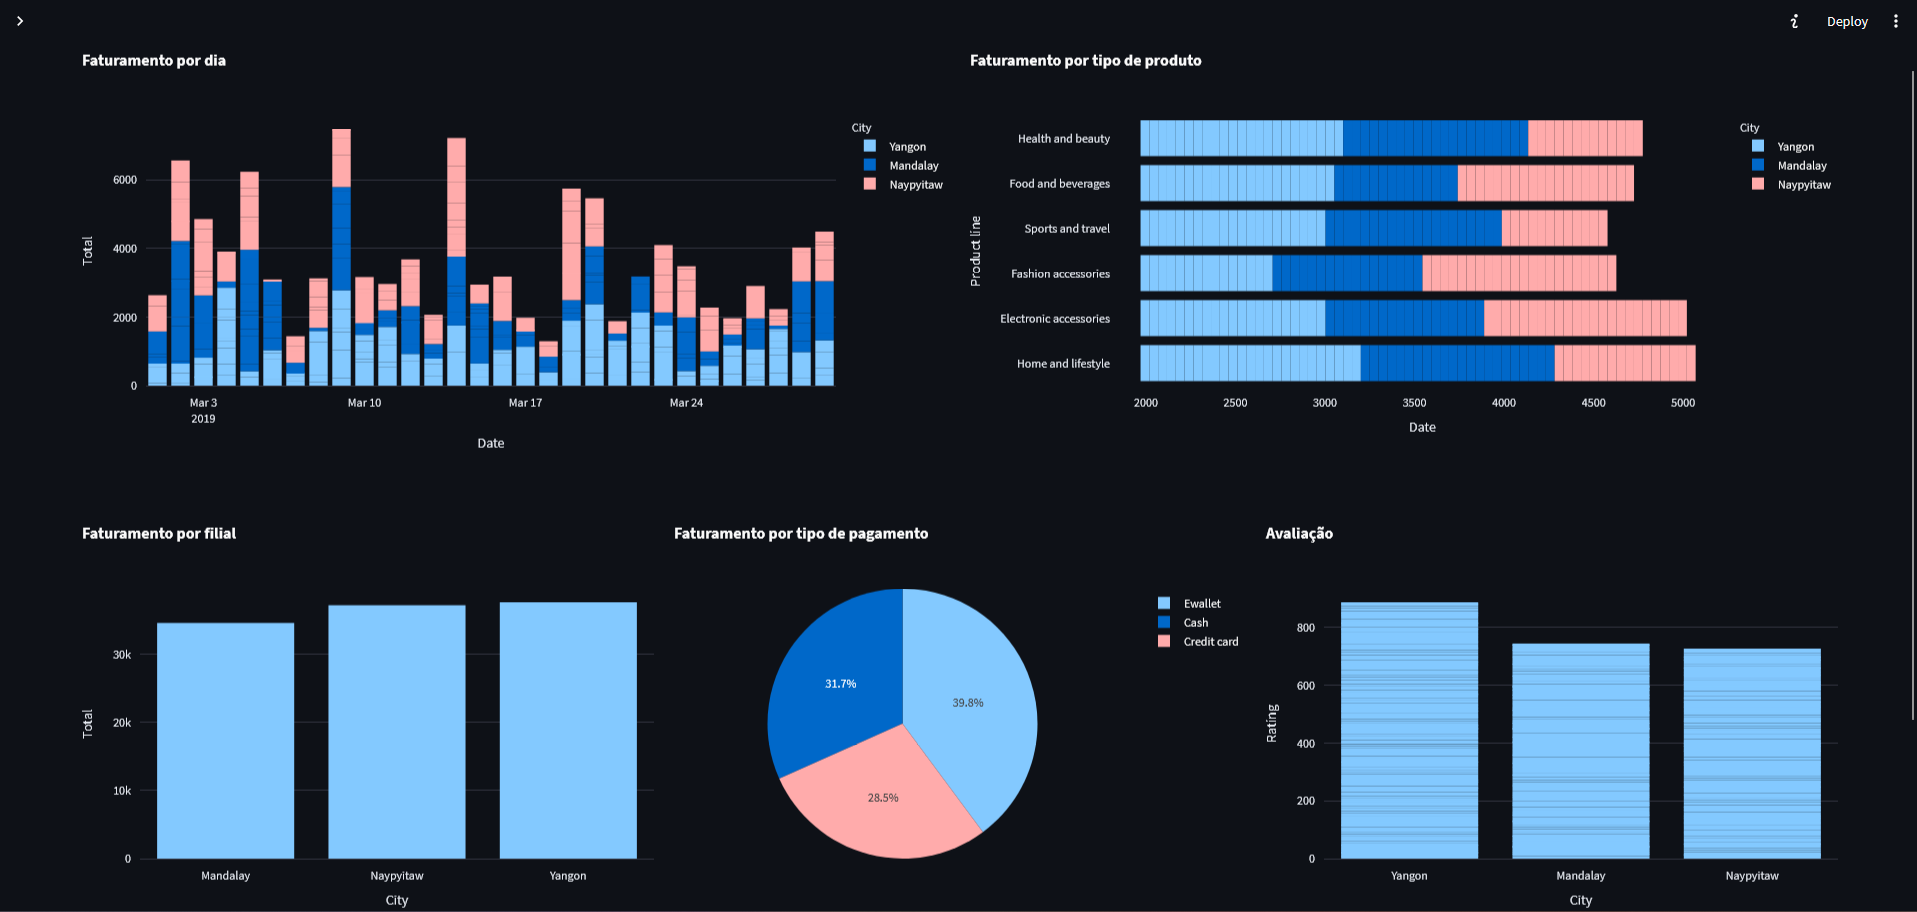 Deploy
Faturamento por dia
Total
6000
4000
2000
0
Mar 3
2019
Mar 10
Mar 17
Mar 24
Date
City
Yangon
Mandalay
Naypyitaw
Faturamento por tipo de produto
Product line
Health and beauty
Food and beverages
Sports and travel
Fashion accessories
Electronic accessories
Home and lifestyle
2000
2500
3000
3500
4000
4500
5000
Date
City
Yangon
Mandalay
Naypyitaw
Faturamento por filial
Total
30k
20k
10k
0
Mandalay
Naypyitaw
Yangon
City
Faturamento por tipo de pagamento
31.7%
39.8%
28.5%
Ewallet
Cash
Credit card
Avaliação
Rating
800
600
400
200
0
Yangon
Mandalay
Naypyitaw
City